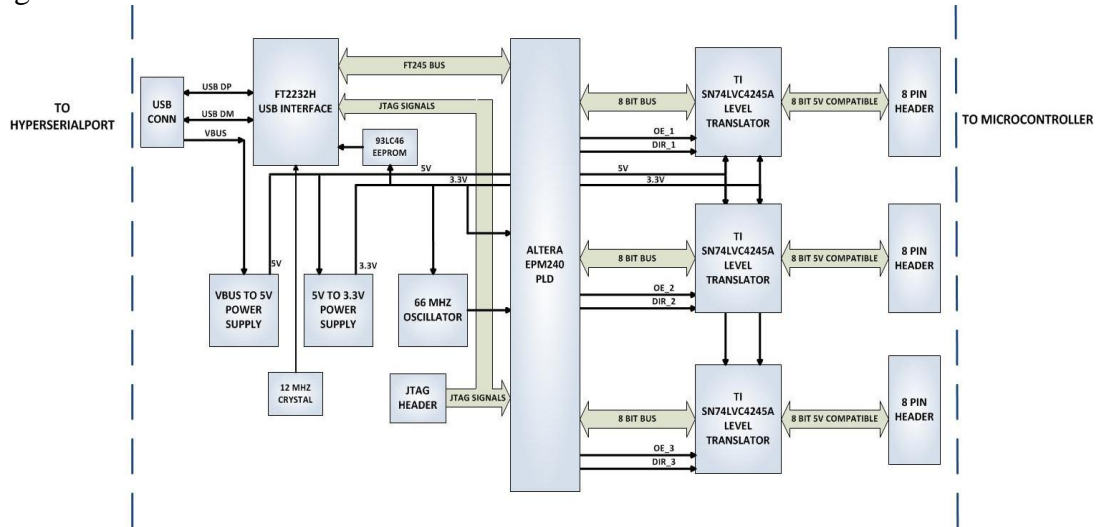 TO
HYPERSERIALPORT
USB
CONN
USB DP
USB DM
VBUS
FT2232H
USB INTERFACE
FT245 BUS
JTAG SIGNALS
93LC46
EEPROM
5V
3.3V
5V
VBUS TO 5V
POWER
SUPPLY
3.3V
5V TO 3.3V
POWER
SUPPLY
66 MHZ
OSCILLATOR
12 MHZ
CRYSTAL
JTAG
HEADER
JTAG SIGNALS
ALTERA
EPM240
PLD
8 BIT BUS
OE_1
DIR_1
5V
3.3V
TI
SN74LVC4245A
LEVEL
TRANSLATOR
8 BIT 5V COMPATIBLE
8 PIN
HEADER
TO MICROCONTROLLER
8 BIT BUS
OE_2
DIR_2
TI
SN74LVC4245A
LEVEL
TRANSLATOR
8 BIT 5V COMPATIBLE
8 PIN
HEADER
8 BIT BUS
OE_3
DIR_3
TI
SN74LVC4245A
LEVEL
TRANSLATOR
8 BIT 5V COMPATIBLE
8 PIN
HEADER